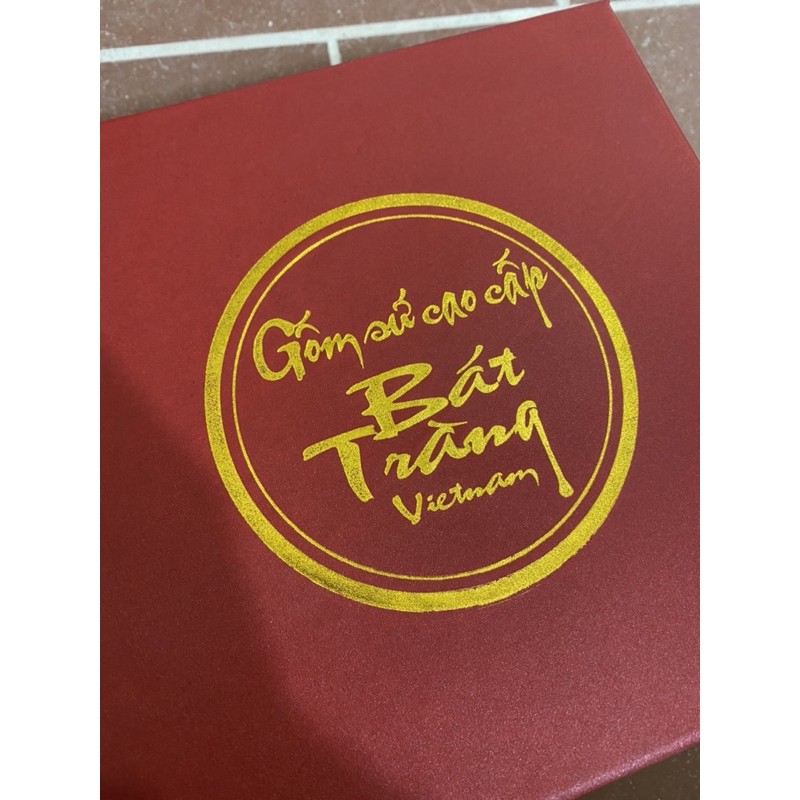 Gốm sứ cao cấp
Bát
Tràng
Vietnam